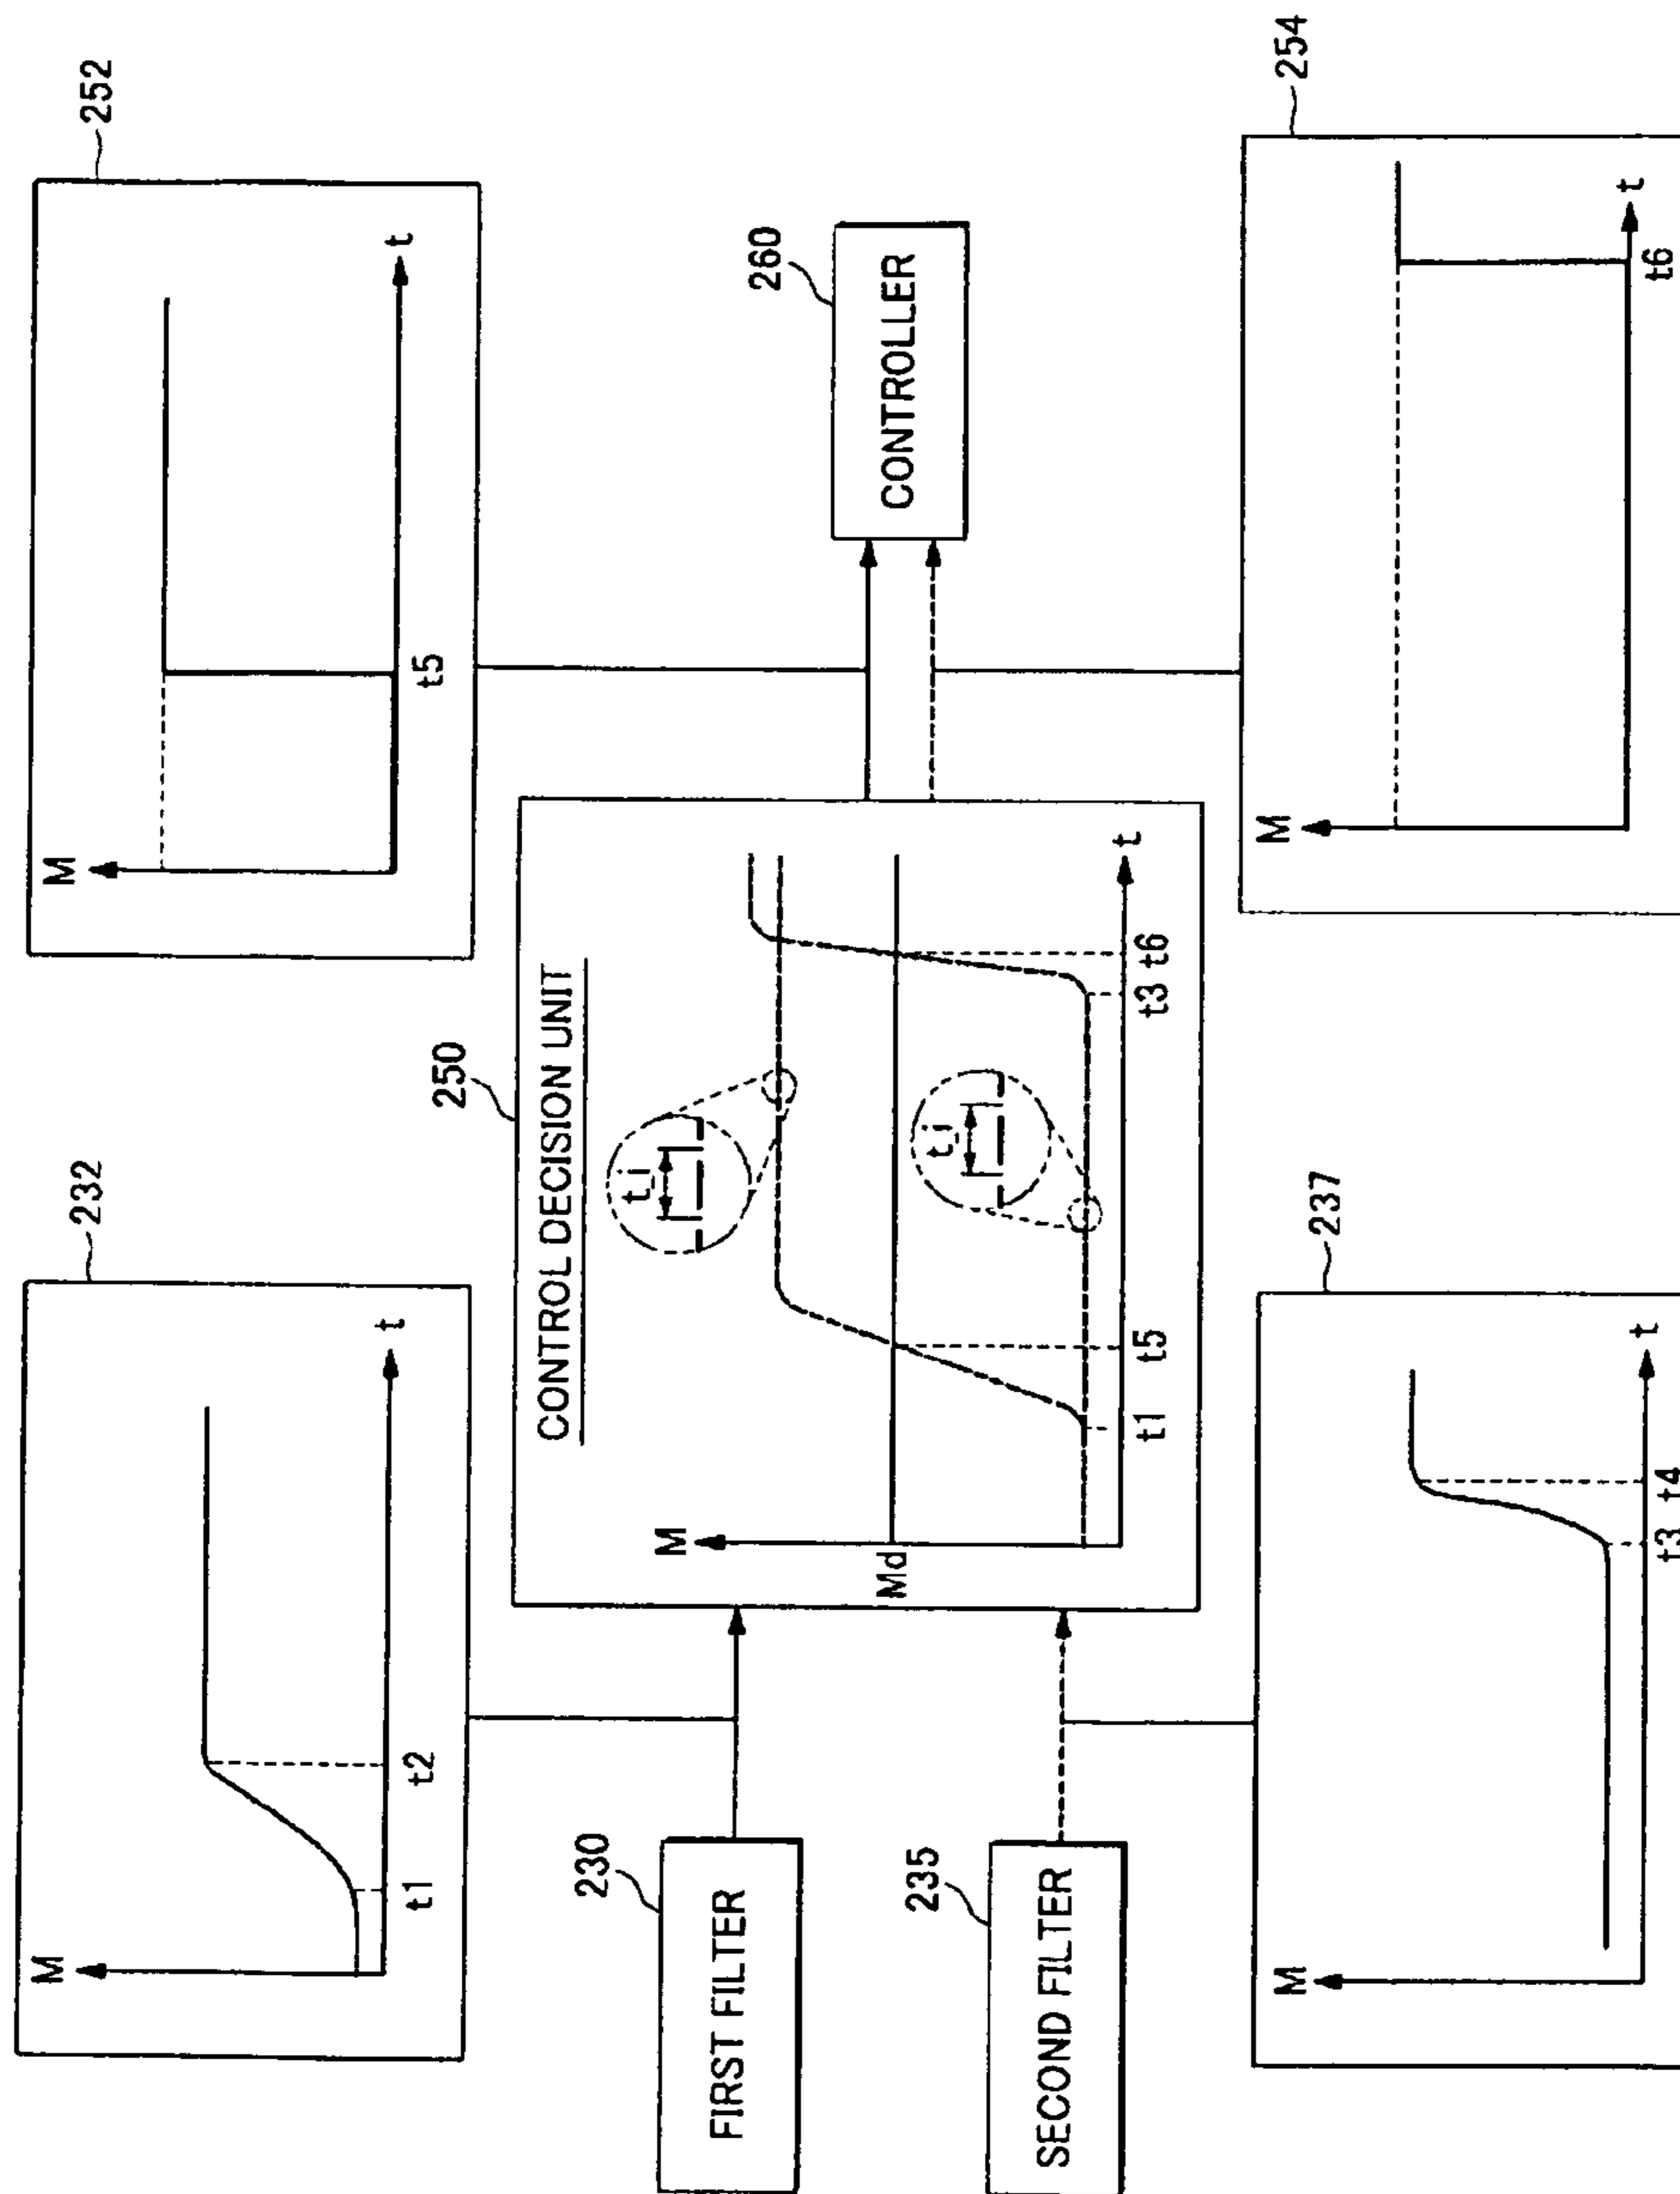 232
M
t1
t2
t
252
M
t5
t
230
FIRST FILTER
235
SECOND FILTER
250
CONTROL DECISION UNIT
M
Md
ti
ti
t1
t5
t3
t6
t
260
CONTROLLER
237
M
t3
t4
t
254
M
t6
t